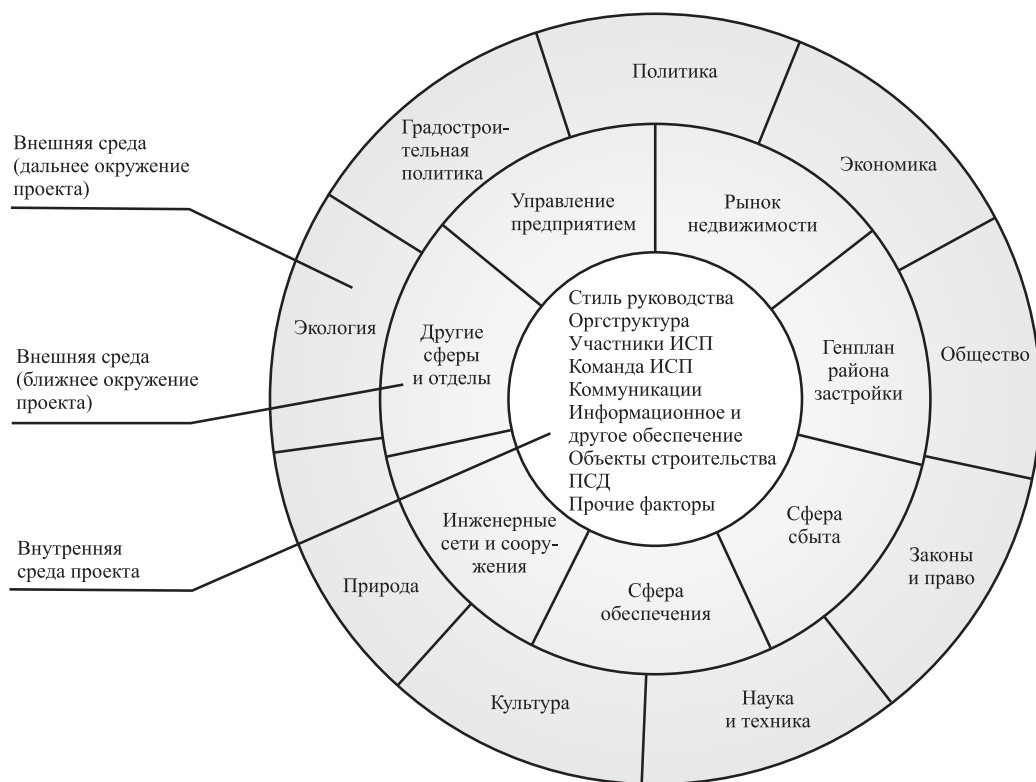 Политика
Градострои-
тельная
политика
Экономика
Внешняя среда
(дальнее окружение
проекта)
Управление
предприятием
Рынок
недвижимости
Экология
Другие
сферы
и отделы
Стиль руководства
Оргструктура
Участники ИСП
Команда ИСП
Коммуникации
Информационное и
другое обеспечение
Объекты строительства
ПСД
Прочие факторы
Генплан
района
застройки
Общество
Внешняя среда
(ближнее окружение
проекта)
Инженерные
сети и соору-
жения
Сфера
сбыта
Внутренняя
среда проекта
Природа
Сфера
обеспечения
Законы
и право
Культура
Наука
и техника